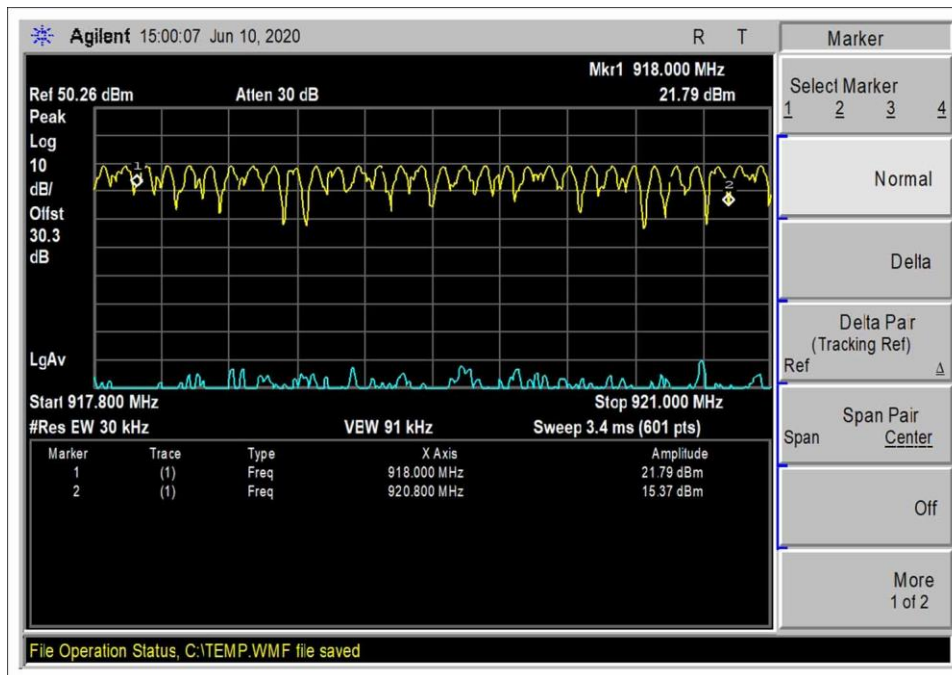 Agilent 15:00:07 Jun 10, 2020 R T
Mkr1 918.000 MHz
Ref 50.26 dBm Atten 30 dB 21.79 dBm
Peak
Log
10
dB/
Offst
30.3
dB
LgAv
1
2
Start 917.800 MHz Stop 921.000 MHz
#Res EW 30 kHz VEW 91 kHz Sweep 3.4 ms (601 pts)
Marker Trace Type X Axis Amplitude
1 (1) Freq 918.000 MHz 21.79 dBm
2 (1) Freq 920.800 MHz 15.37 dBm
File Operation Status, C:\TEMP.WMF file saved
Marker
Select Marker
1 2 3 4
Normal
Delta
Delta Pair
(Tracking Ref)
Ref Δ
Span Pair
Span Center
Off
More
1 of 2